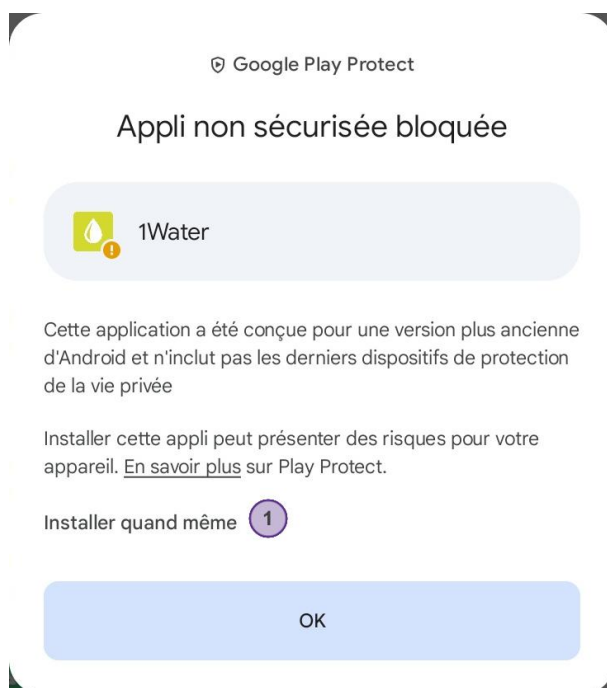 Google Play Protect
Appli non sécurisée bloquée
1Water
Cette application a été conçue pour une version plus ancienne
d'Android et n'inclut pas les derniers dispositifs de protection
de la vie privée
Installer cette appli peut présenter des risques pour votre
appareil. En savoir plus sur Play Protect.
Installer quand même 1
OK